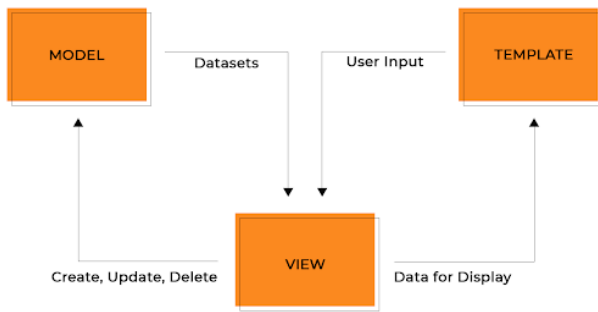 MODEL
Datasets
User Input
TEMPLATE
Create, Update, Delete
VIEW
Data for Display